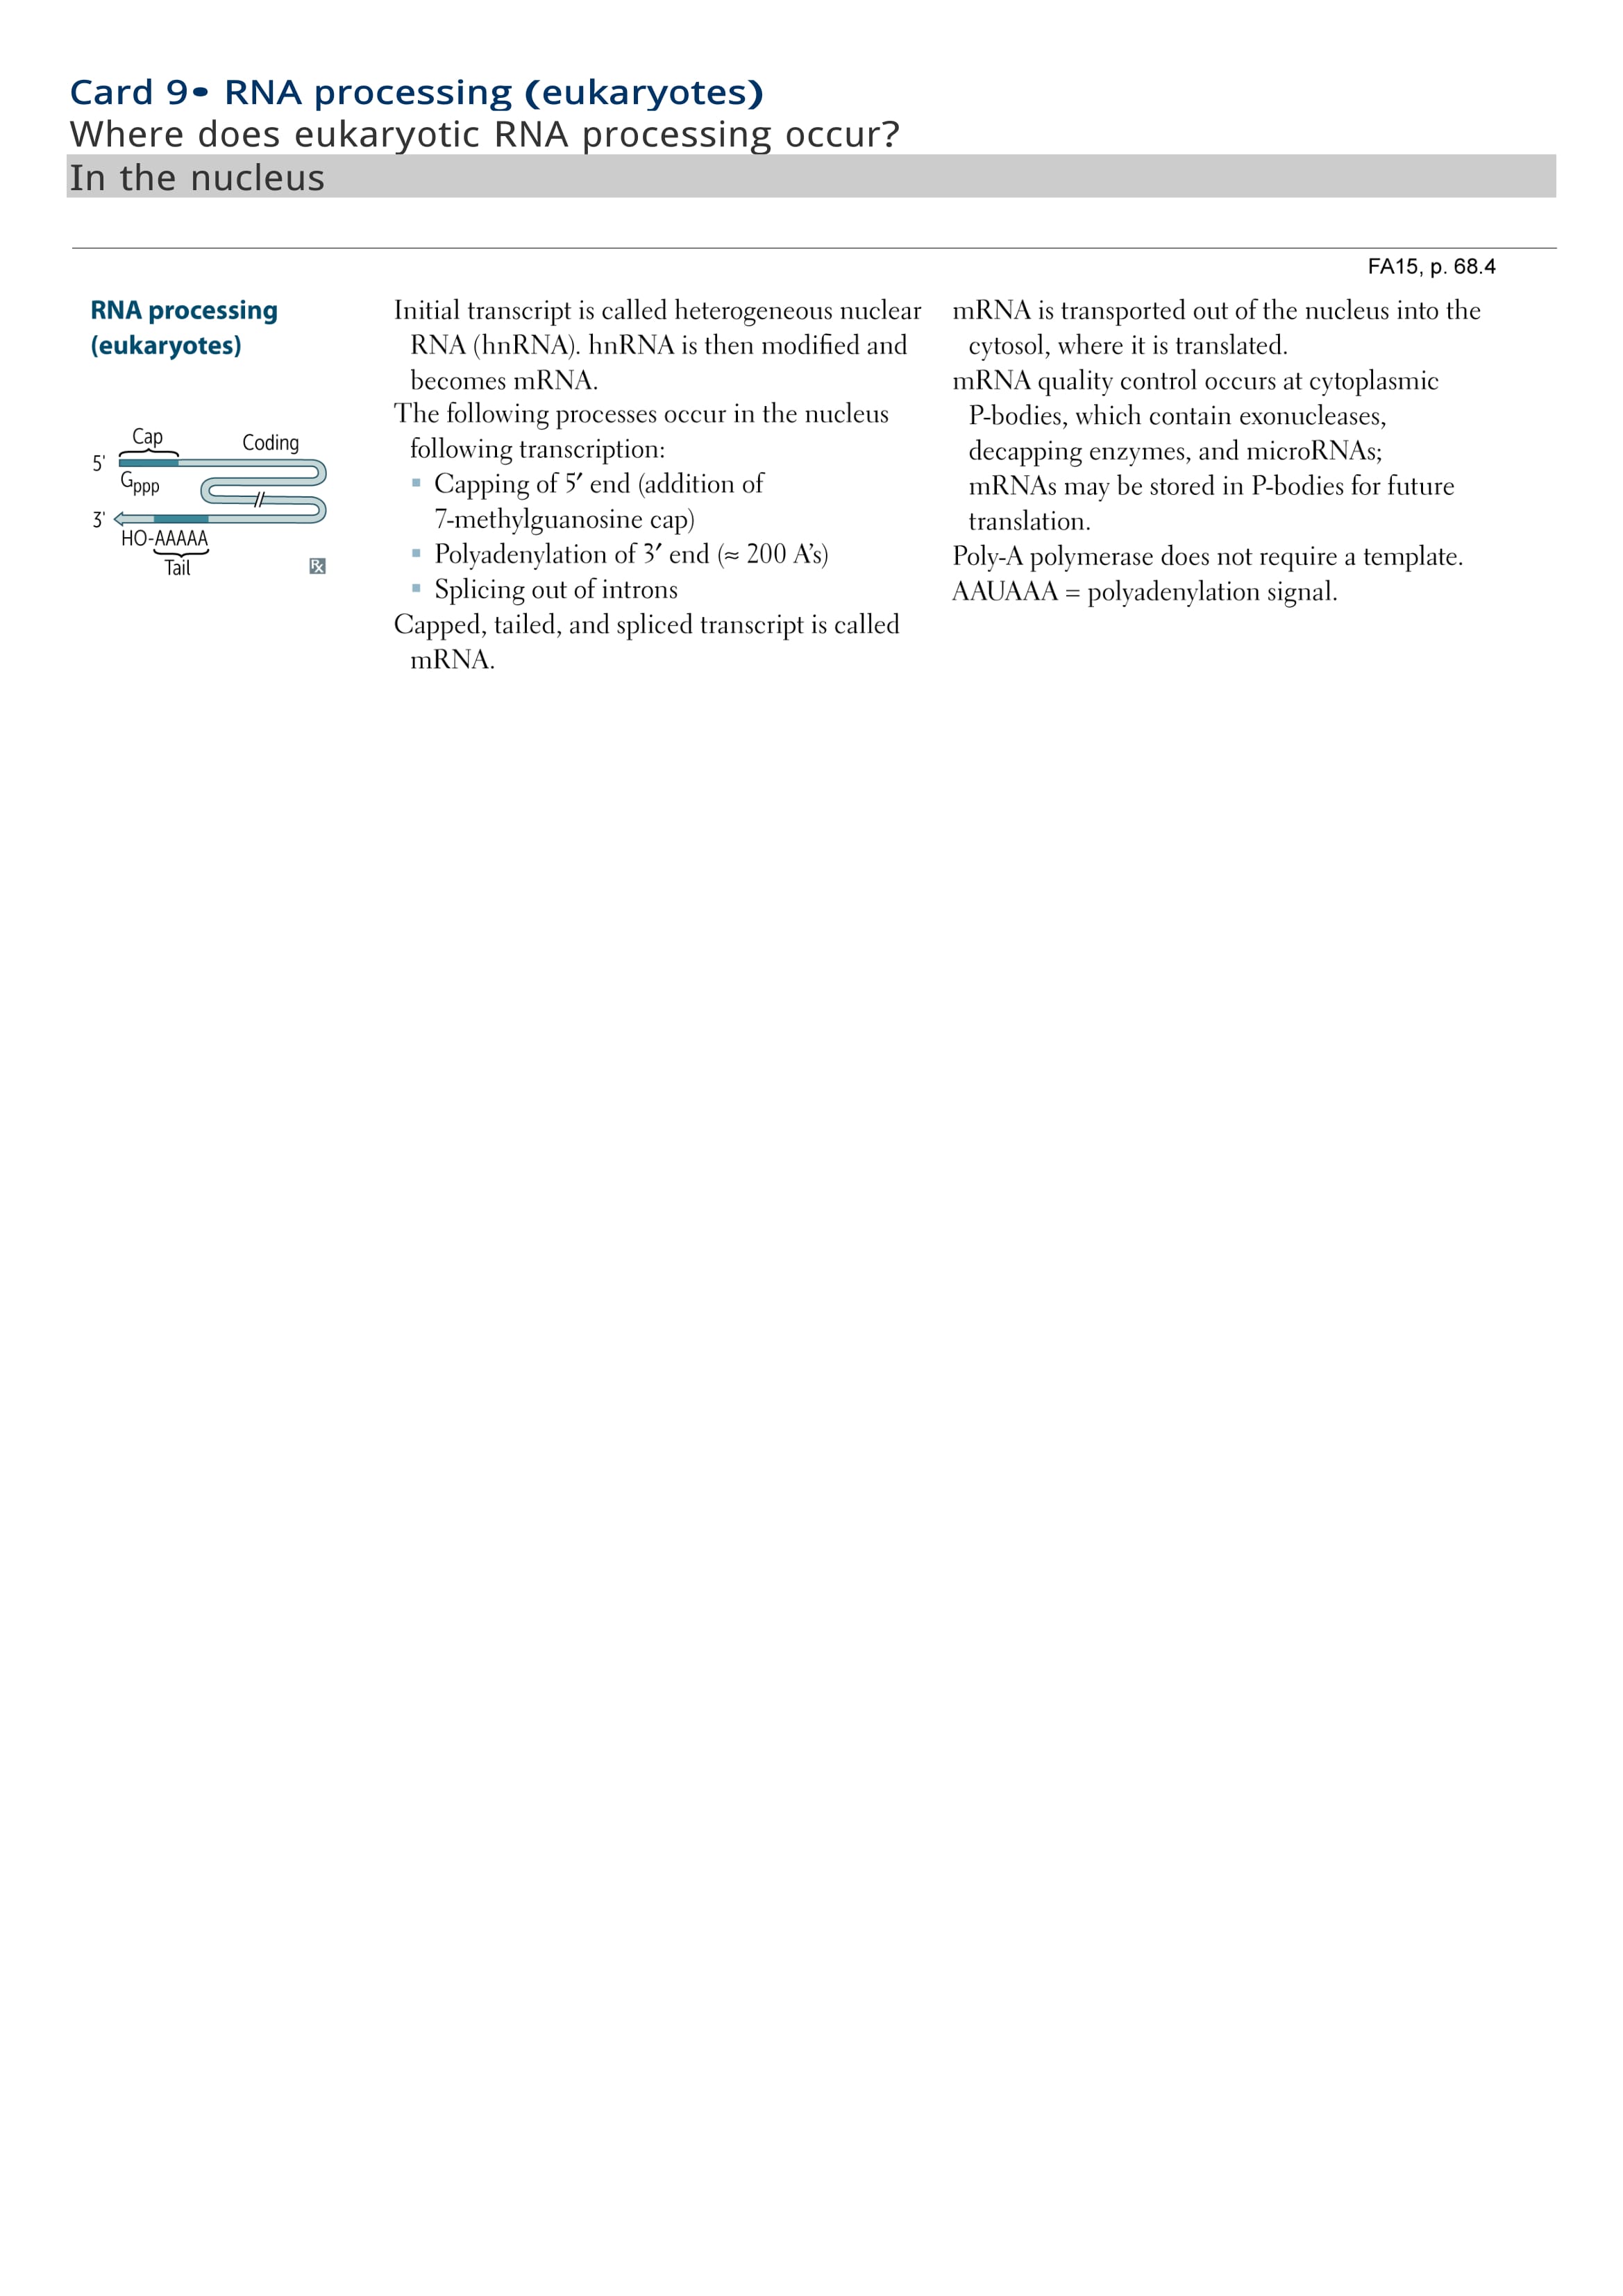 Card 9• RNA processing (eukaryotes)
Where does eukaryotic RNA processing occur?
In the nucleus
FA15, p. 68.4
RNA processing
(eukaryotes)
Cap
Coding
5'
Gppp
3'
HO-AAAAA
Tail
Rx
Initial transcript is called heterogeneous nuclear
RNA (hnRNA). hnRNA is then modified and
becomes mRNA.
The following processes occur in the nucleus
following transcription:
▪ Capping of 5′ end (addition of
7-methylguanosine cap)
▪ Polyadenylation of 3′ end (≈ 200 A’s)
▪ Splicing out of introns
Capped, tailed, and spliced transcript is called
mRNA.
mRNA is transported out of the nucleus into the
cytosol, where it is translated.
mRNA quality control occurs at cytoplasmic
P-bodies, which contain exonucleases,
decapping enzymes, and microRNAs;
mRNAs may be stored in P-bodies for future
translation.
Poly-A polymerase does not require a template.
AAUAAA = polyadenylation signal.